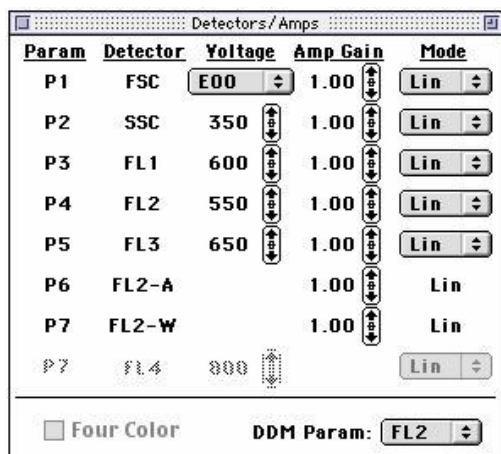 Detectors/Amps
Param Detector Voltage Amp Gain Mode
P1 FSC E00 1.00 Lin
P2 SSC 350 1.00 Lin
P3 FL1 600 1.00 Lin
P4 FL2 550 1.00 Lin
P5 FL3 650 1.00 Lin
P6 FL2-A 1.00 Lin
P7 FL2-W 1.00 Lin
P7 FL4 800 Lin
Four Color DDM Param: FL2